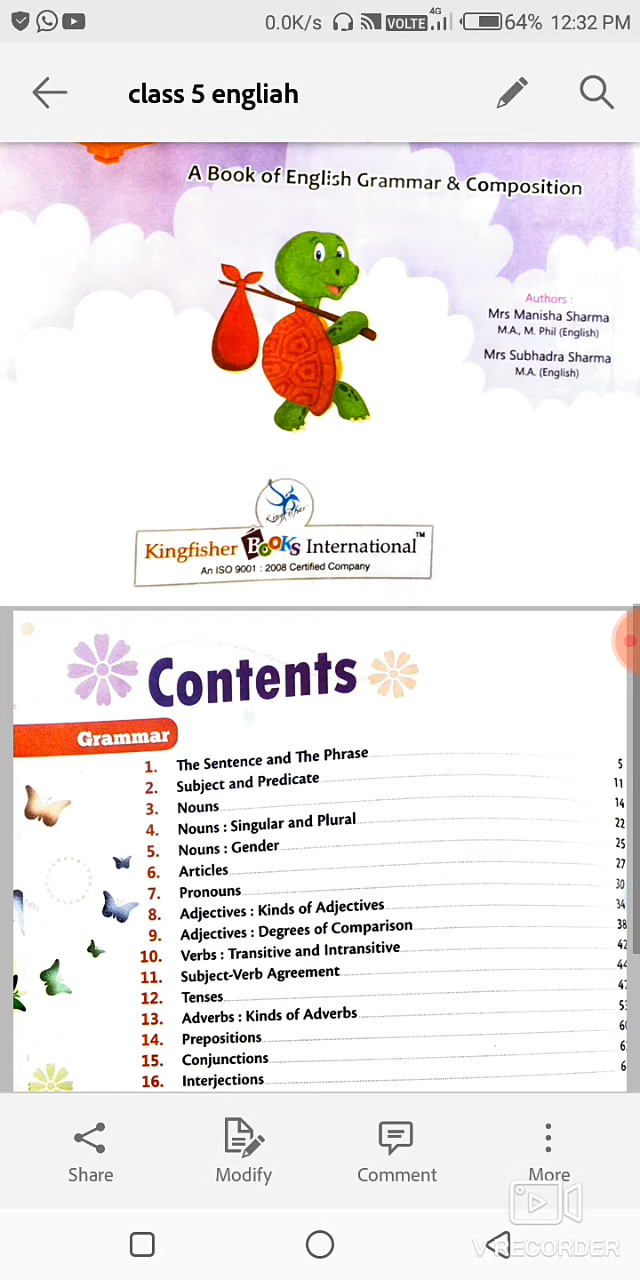 0.0K/s VOLTE 4G 64% 12:32 PM
class 5 engliah
A Book of English Grammar & Composition
Authors :
Mrs Manisha Sharma
M.A., M. Phil (English)
Mrs Subhadra Sharma
M.A. (English)
Kingfisher
Kingfisher BOOKS International™
An ISO 9001 : 2008 Certified Company
Contents
Grammar
1. The Sentence and The Phrase 5
2. Subject and Predicate 11
3. Nouns 14
4. Nouns : Singular and Plural 22
5. Nouns : Gender 25
6. Articles 27
7. Pronouns 30
8. Adjectives : Kinds of Adjectives 34
9. Adjectives : Degrees of Comparison 38
10. Verbs : Transitive and Intransitive 42
11. Subject-Verb Agreement 44
12. Tenses 47
13. Adverbs : Kinds of Adverbs
14. Prepositions
15. Conjunctions
16. Interjections
Share Modify Comment More
V RECORDER